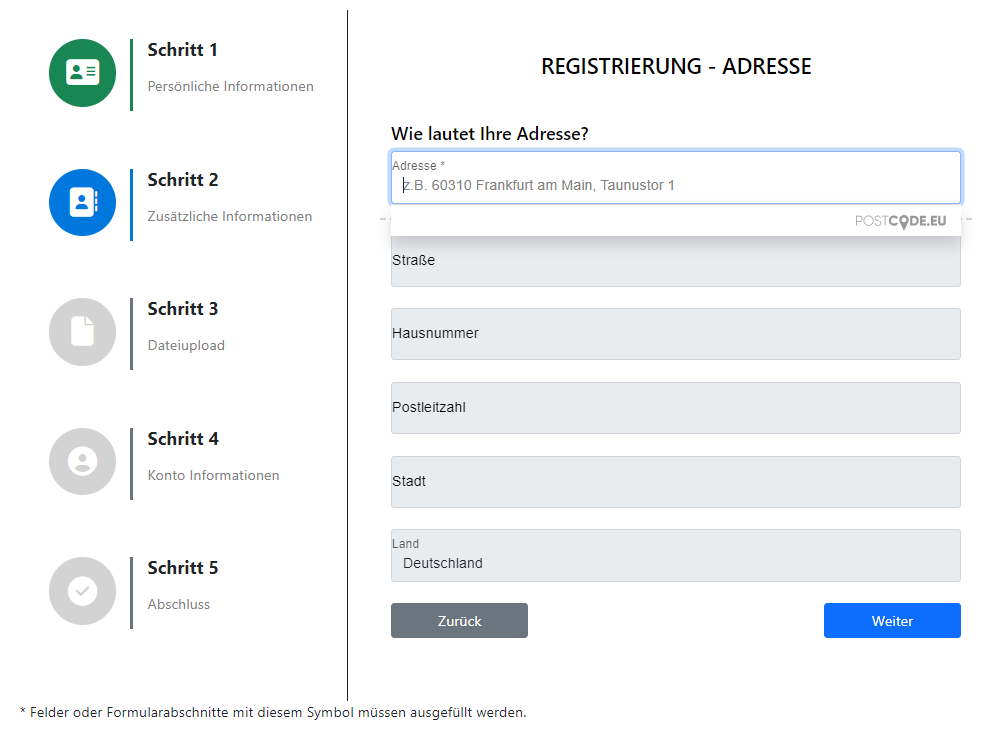 Schritt 1
Persönliche Informationen
Schritt 2
Zusätzliche Informationen
Schritt 3
Dateiupload
Schritt 4
Konto Informationen
Schritt 5
Abschluss
REGISTRIERUNG - ADRESSE
Wie lautet Ihre Adresse?
Adresse *
z.B. 60310 Frankfurt am Main, Taunustor 1
POSTCODE.EU
Straße
Hausnummer
Postleitzahl
Stadt
Land
Deutschland
Zurück
Weiter
* Felder oder Formularabschnitte mit diesem Symbol müssen ausgefüllt werden.